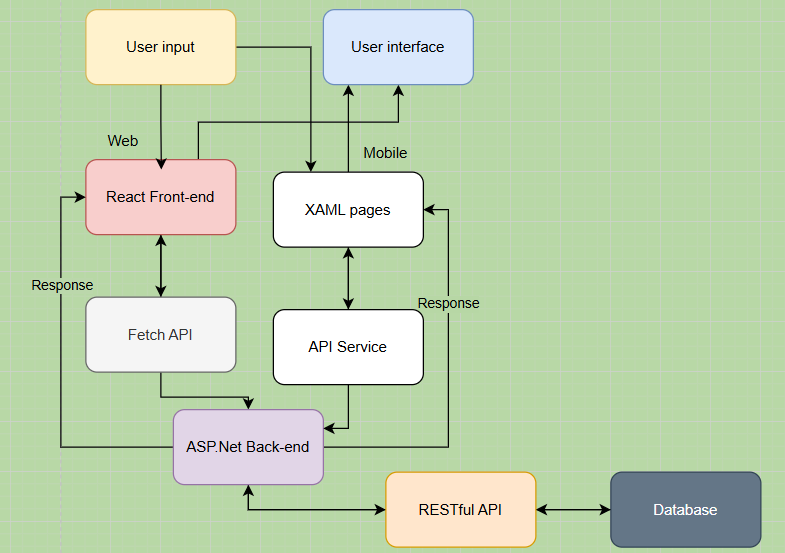 User input
User interface
Web
Mobile
React Front-end
XAML pages
Response
Response
Fetch API
API Service
ASP.Net Back-end
RESTful API
Database